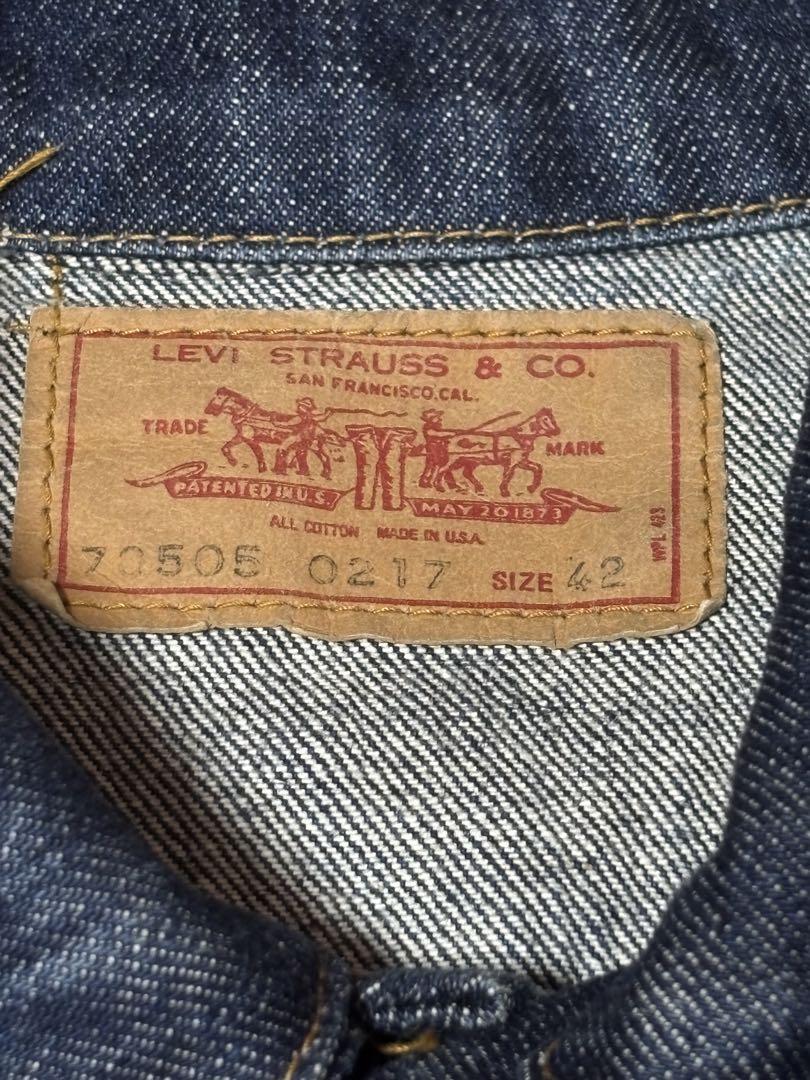 LEVI STRAUSS & CO.
SAN FRANCISCO, CAL.
TRADE MARK
PATENTED IN U.S. MAY 20 1873
ALL COTTON MADE IN U.S.A.
WPL 423
70505 0217 SIZE 42